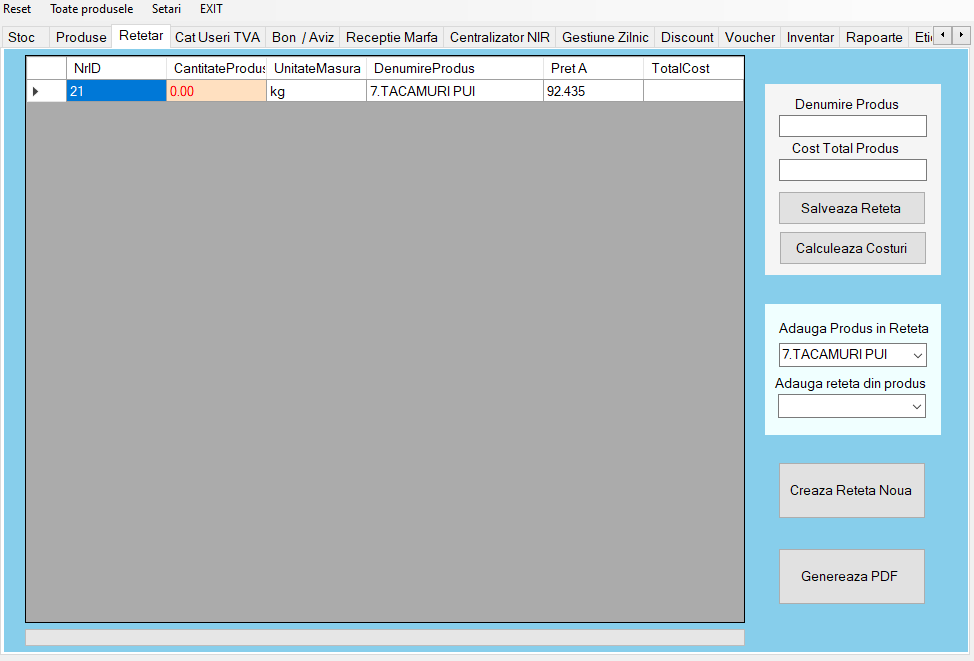 Reset Toate produsele Setari EXIT
Stoc Produse Retetar Cat Useri TVA Bon / Aviz Receptie Marfa Centralizator NIR Gestiune Zilnic Discount Voucher Inventar Rapoarte Eti
NrID CantitateProdus UnitateMasura DenumireProdus Pret A TotalCost
21 0.00 kg 7.TACAMURI PUI 92.435
Denumire Produs
Cost Total Produs
Salveaza Reteta
Calculeaza Costuri
Adauga Produs in Reteta
7.TACAMURI PUI
Adauga reteta din produs
Creaza Reteta Noua
Genereaza PDF